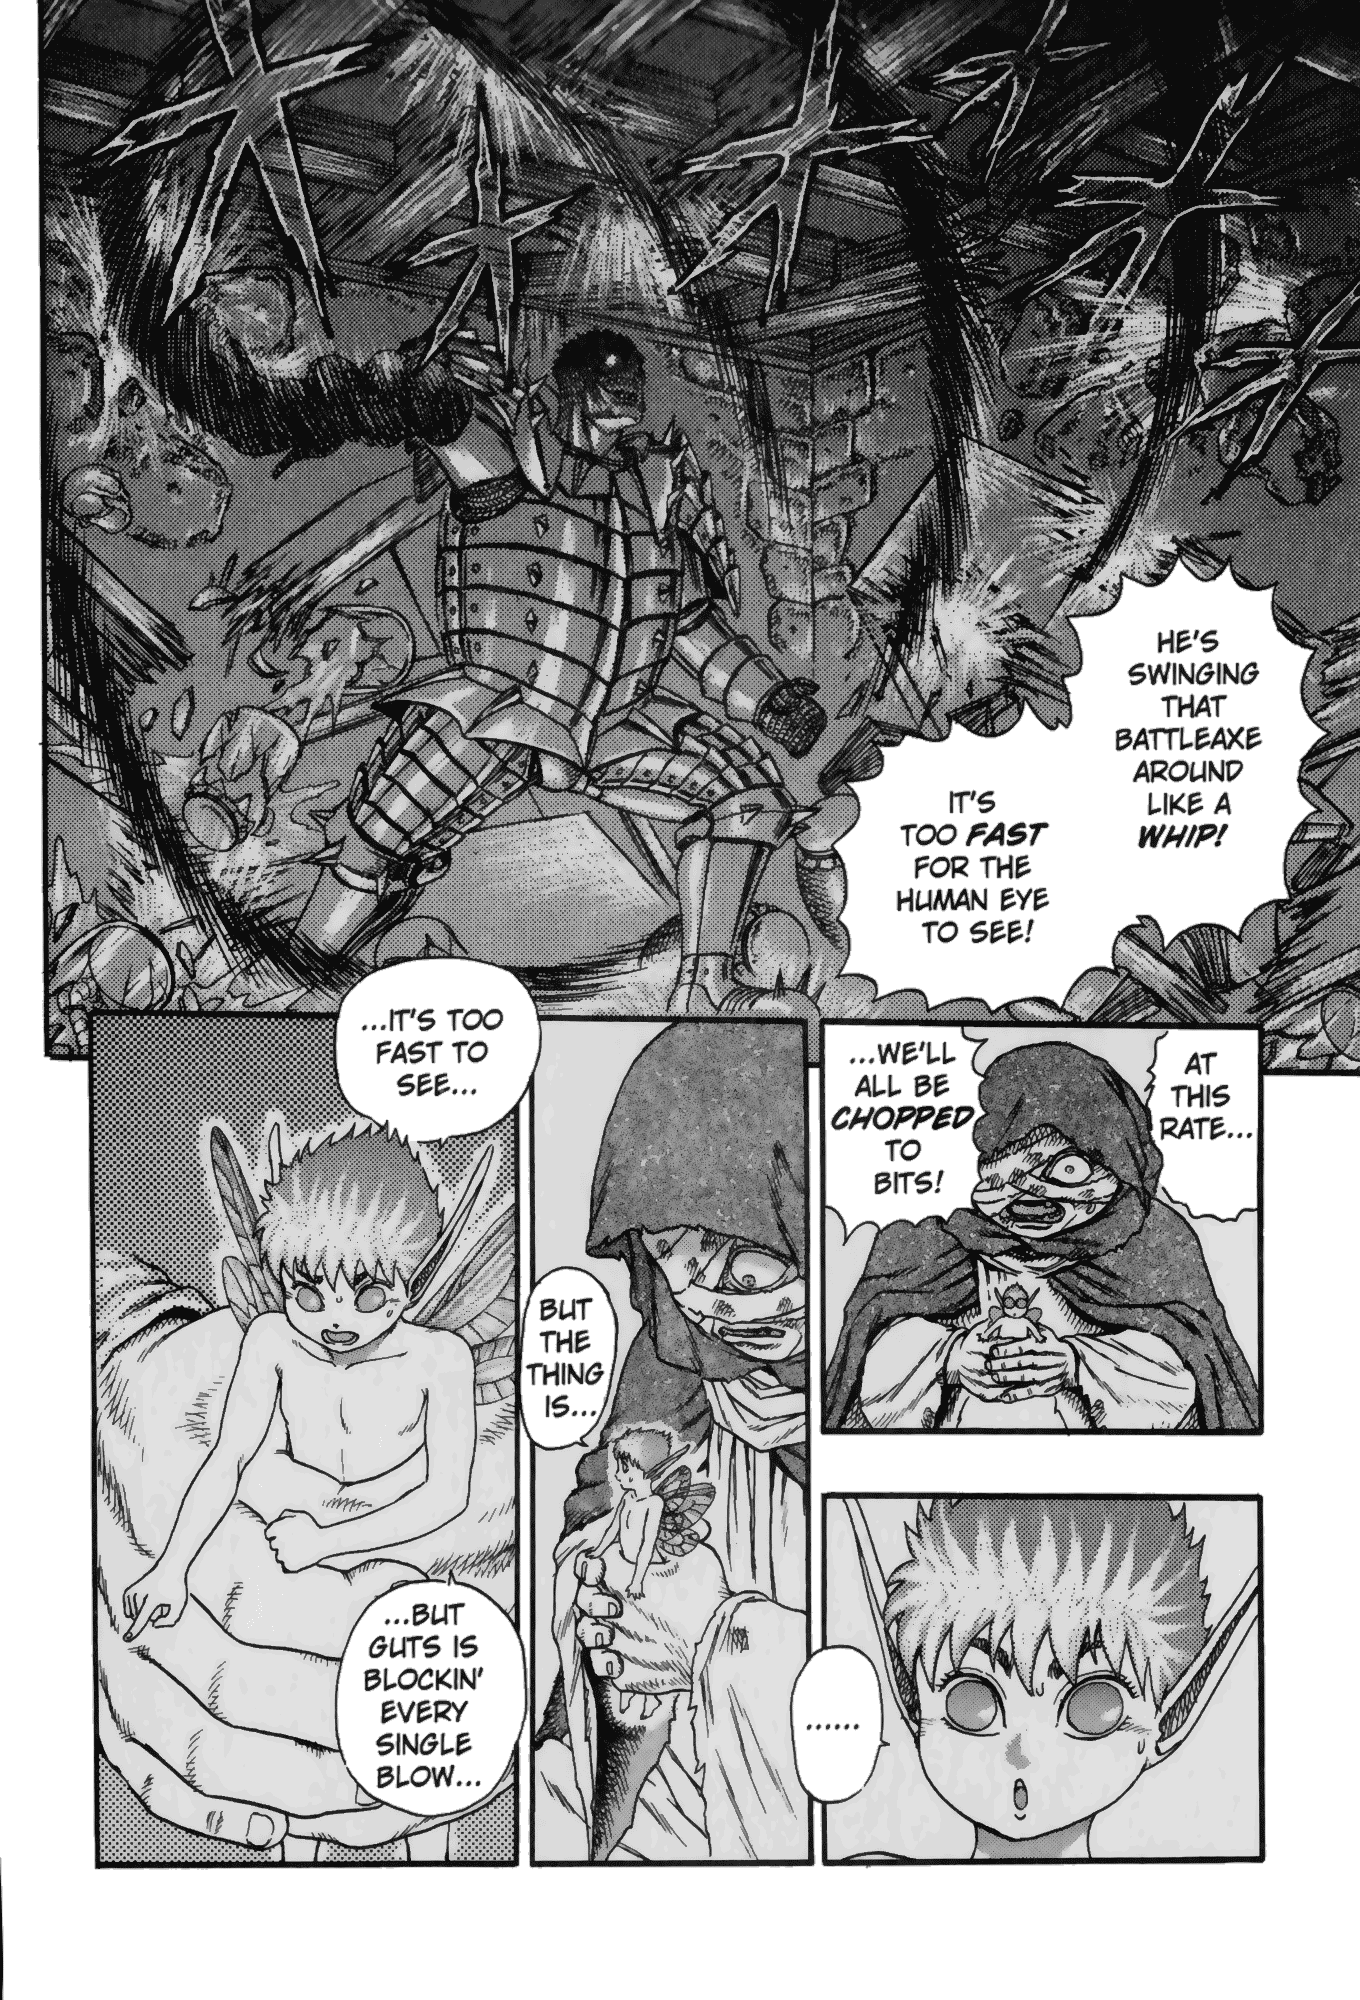 HE'S
SWINGING
THAT
BATTLEAXE
AROUND
LIKE A
WHIP!
IT'S
TOO FAST
FOR THE
HUMAN EYE
TO SEE!
AT
THIS
RATE...
...WE'LL
ALL BE
CHOPPED
TO
BITS!
......
BUT
THE
THING
IS...
...IT'S TOO
FAST TO
SEE...
...BUT
GUTS IS
BLOCKIN'
EVERY
SINGLE
BLOW...